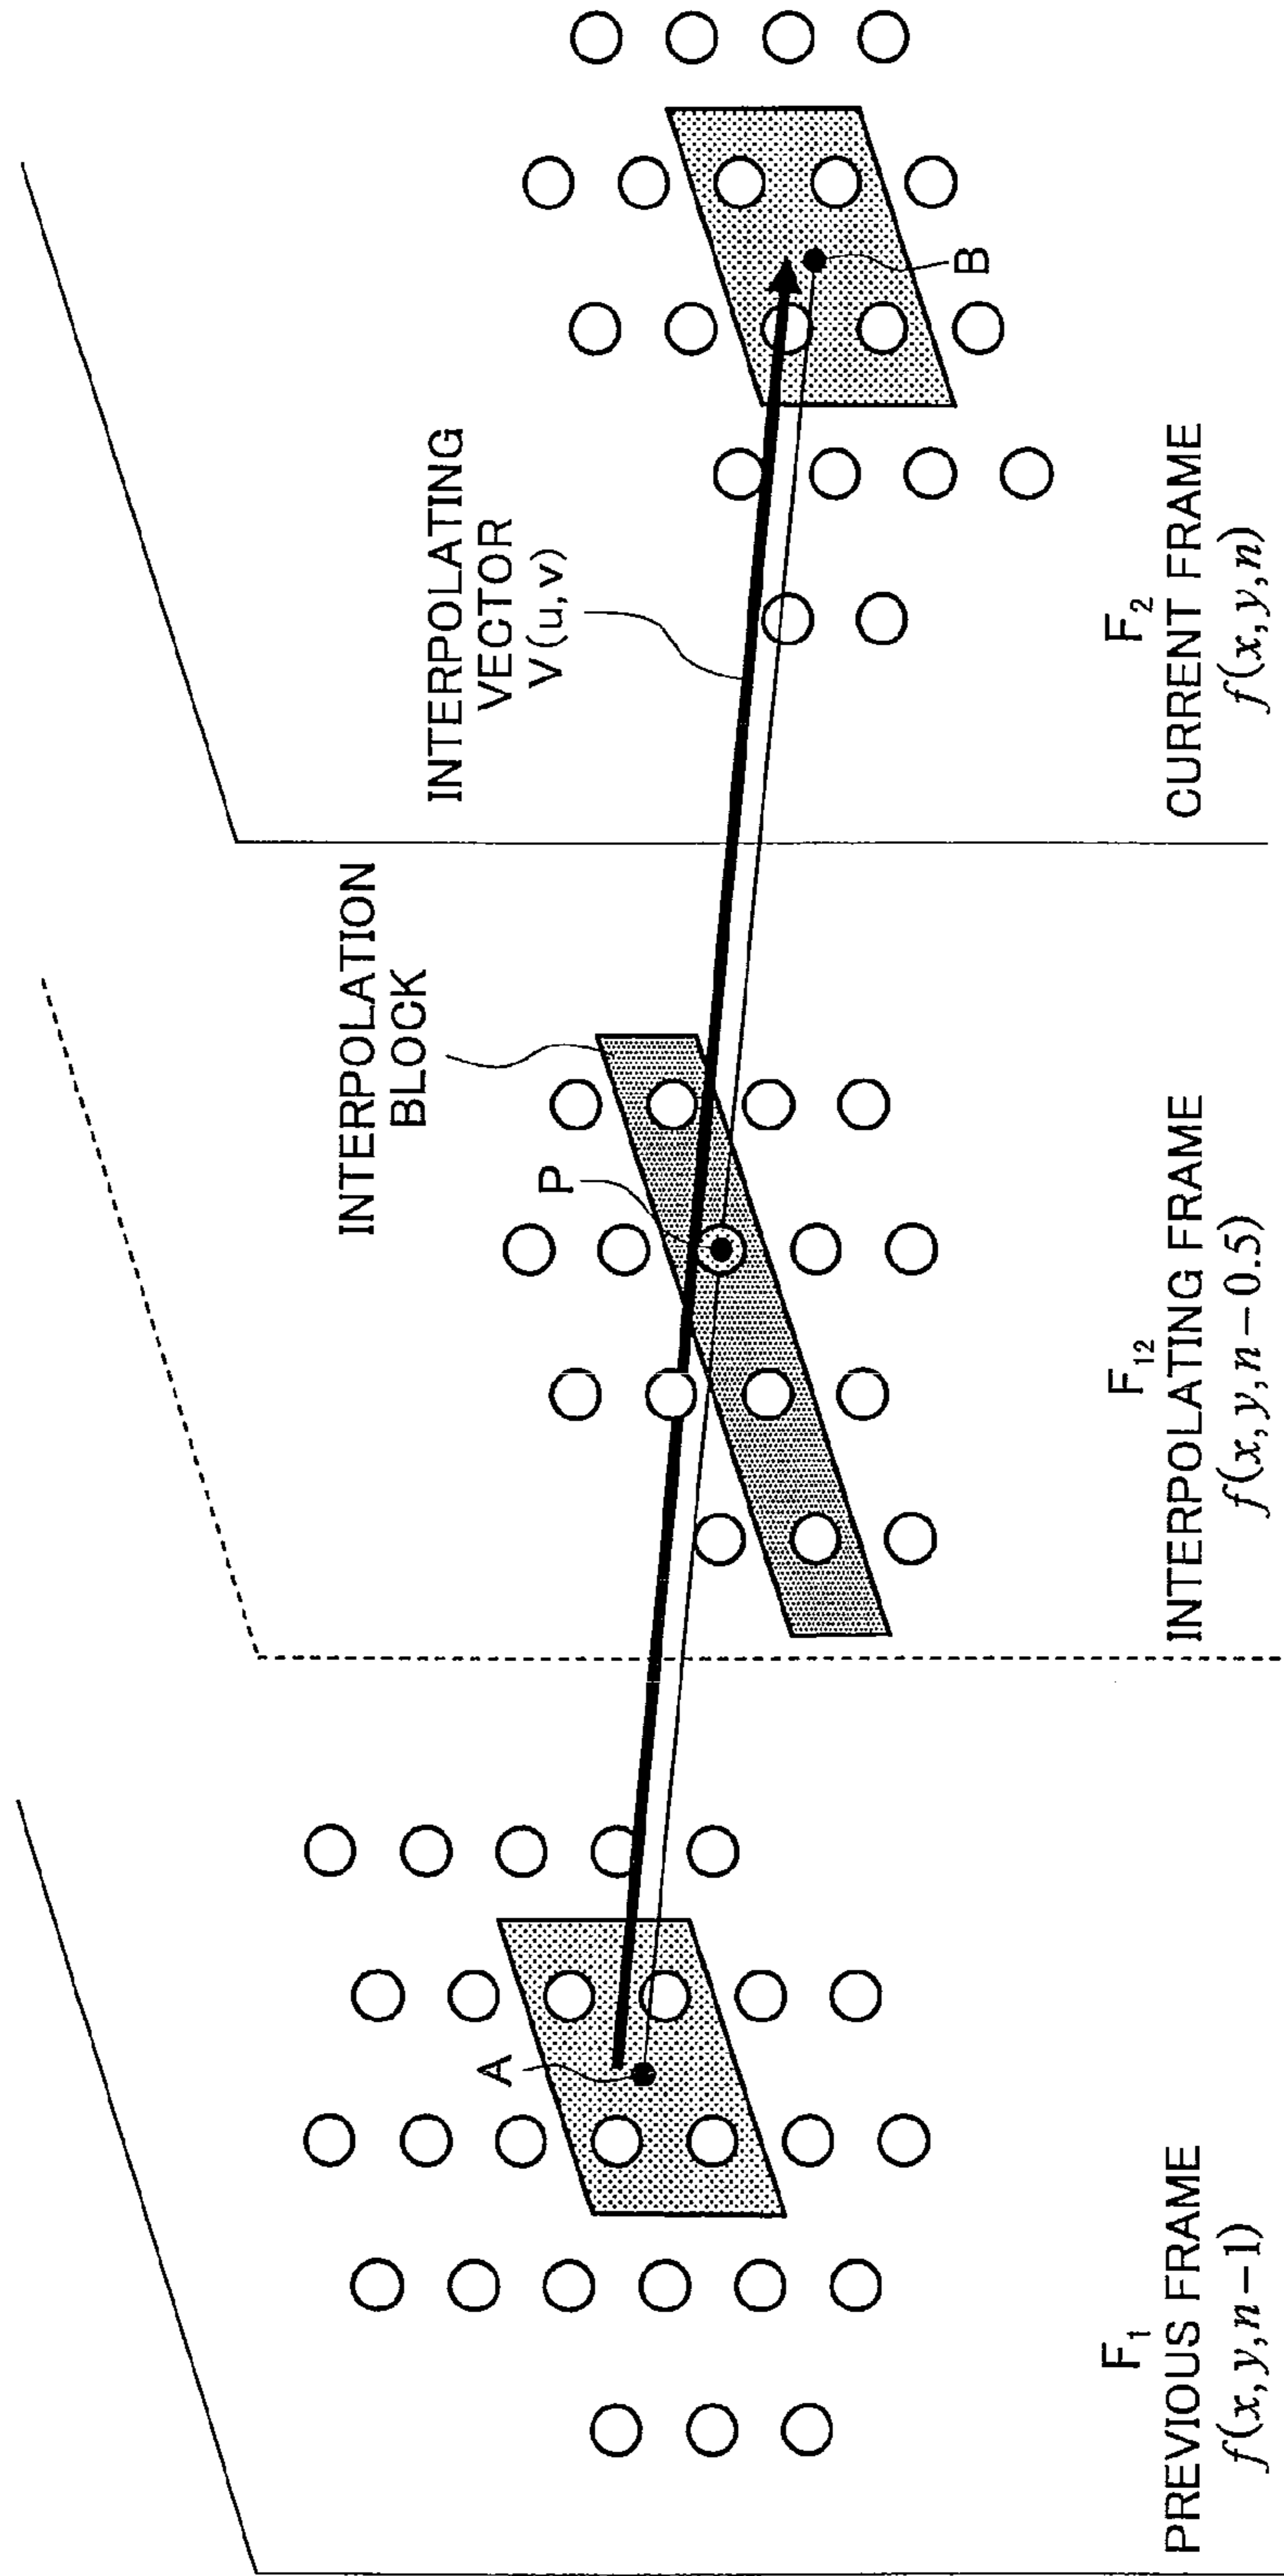 INTERPOLATING
VECTOR
V(u,v)
INTERPOLATION
BLOCK
P
A
B
F₁
PREVIOUS FRAME
f(x,y,n−1)
F₁₂
INTERPOLATING FRAME
f(x,y,n−0.5)
F₂
CURRENT FRAME
f(x,y,n)